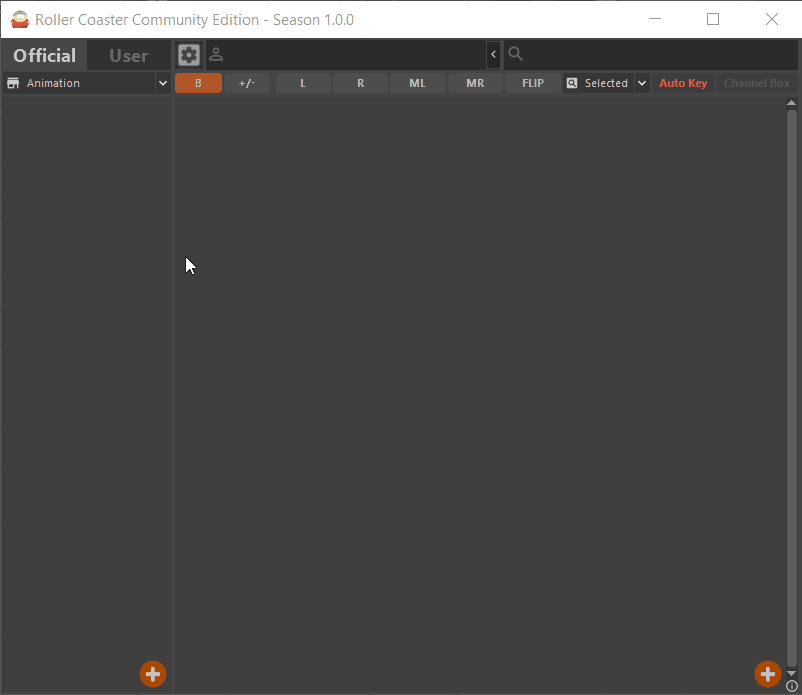 Roller Coaster Community Edition - Season 1.0.0
Official User
Animation B +/- L R ML MR FLIP Selected Auto Key Channel Box